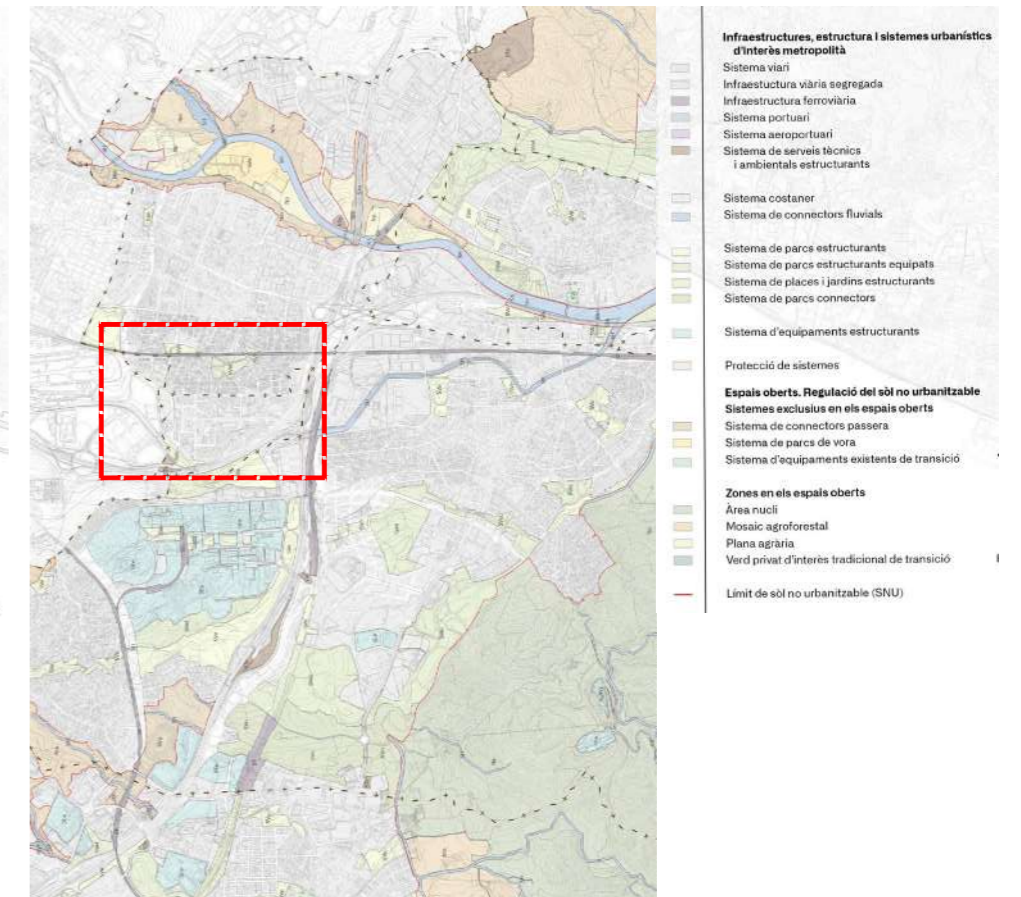 Infraestructures, estructura i sistemes urbanístics
d'interès metropolità
Sistema viari
Infraestuctura viària segregada
Infraestructura ferroviària
Sistema portuari
Sistema aeroportuari
Sistema de serveis tècnics
i ambientals estructurants
Sistema costaner
Sistema de connectors fluvials
Sistema de parcs estructurants
Sistema de parcs estructurants equipats
Sistema de places i jardins estructurants
Sistema de parcs connectors
Sistema d'equipaments estructurants
Protecció de sistemes
Espais oberts. Regulació del sòl no urbanitzable
Sistemes exclusius en els espais oberts
Sistema de connectors passera
Sistema de parcs de vora
Sistema d'equipaments existents de transició
Zones en els espais oberts
Àrea nucli
Mosaic agroforestal
Plana agrària
Verd privat d'interès tradicional de transició
Límit de sòl no urbanitzable (SNU)